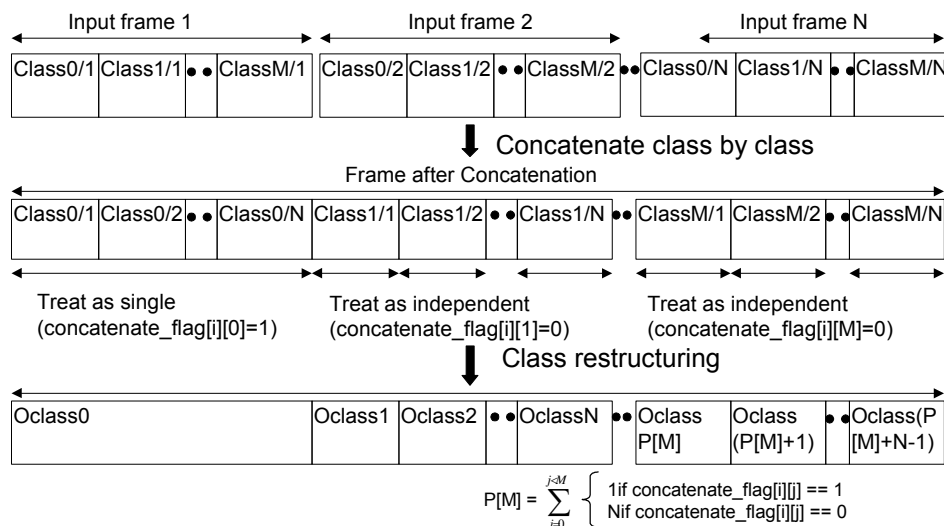 Input frame 1 Input frame 2 Input frame N
Class0/1 Class1/1 •• ClassM/1 Class0/2 Class1/2 •• ClassM/2 •• Class0/N Class1/N •• ClassM/N
Concatenate class by class
Frame after Concatenation
Class0/1 Class0/2 •• Class0/N Class1/1 Class1/2 •• Class1/N •• ClassM/1 ClassM/2 •• ClassM/N
Treat as single Treat as independent Treat as independent
(concatenate_flag[i][0]=1) (concatenate_flag[i][1]=0) (concatenate_flag[i][M]=0)
Class restructuring
Oclass0 Oclass1 Oclass2 •• OclassN •• Oclass Oclass •• Oclass(P
P[M] (P[M]+1) [M]+N-1)
j<M
P[M] = ∑ { 1if concatenate_flag[i][j] == 1
Nif concatenate_flag[i][j] == 0
j=0